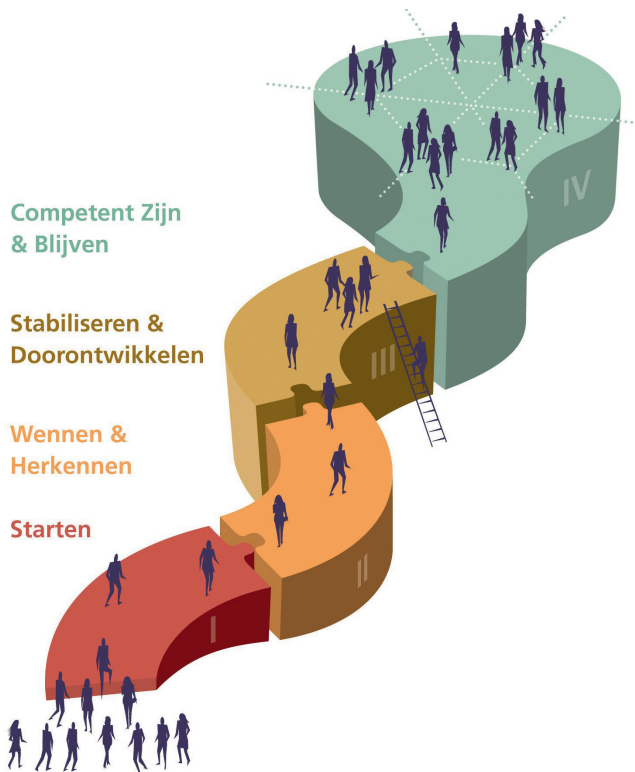 Competent Zijn
& Blijven
IV
Stabiliseren &
Doorontwikkelen
III
Wennen &
Herkennen
II
Starten
I